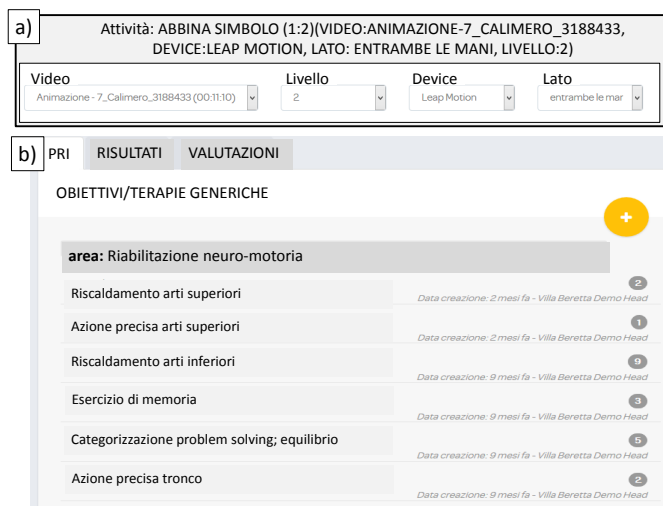 a)
Attività: ABBINA SIMBOLO (1:2)(VIDEO:ANIMAZIONE-7_CALIMERO_3188433,
DEVICE:LEAP MOTION, LATO: ENTRAMBE LE MANI, LIVELLO:2)
Video Livello Device Lato
Animazione - 7_Calimero_3188433 (00:11:10) 2 Leap Motion entrambe le mar
b) PRI RISULTATI VALUTAZIONI
OBIETTIVI/TERAPIE GENERICHE
+
area: Riabilitazione neuro-motoria
Riscaldamento arti superiori 2
Data creazione: 2 mesi fa - Villa Beretta Demo Head
Azione precisa arti superiori 1
Data creazione: 2 mesi fa - Villa Beretta Demo Head
Riscaldamento arti inferiori 9
Data creazione: 9 mesi fa - Villa Beretta Demo Head
Esercizio di memoria 3
Data creazione: 9 mesi fa - Villa Beretta Demo Head
Categorizzazione problem solving; equilibrio 5
Data creazione: 9 mesi fa - Villa Beretta Demo Head
Azione precisa tronco 2
Data creazione: 9 mesi fa - Villa Beretta Demo Head